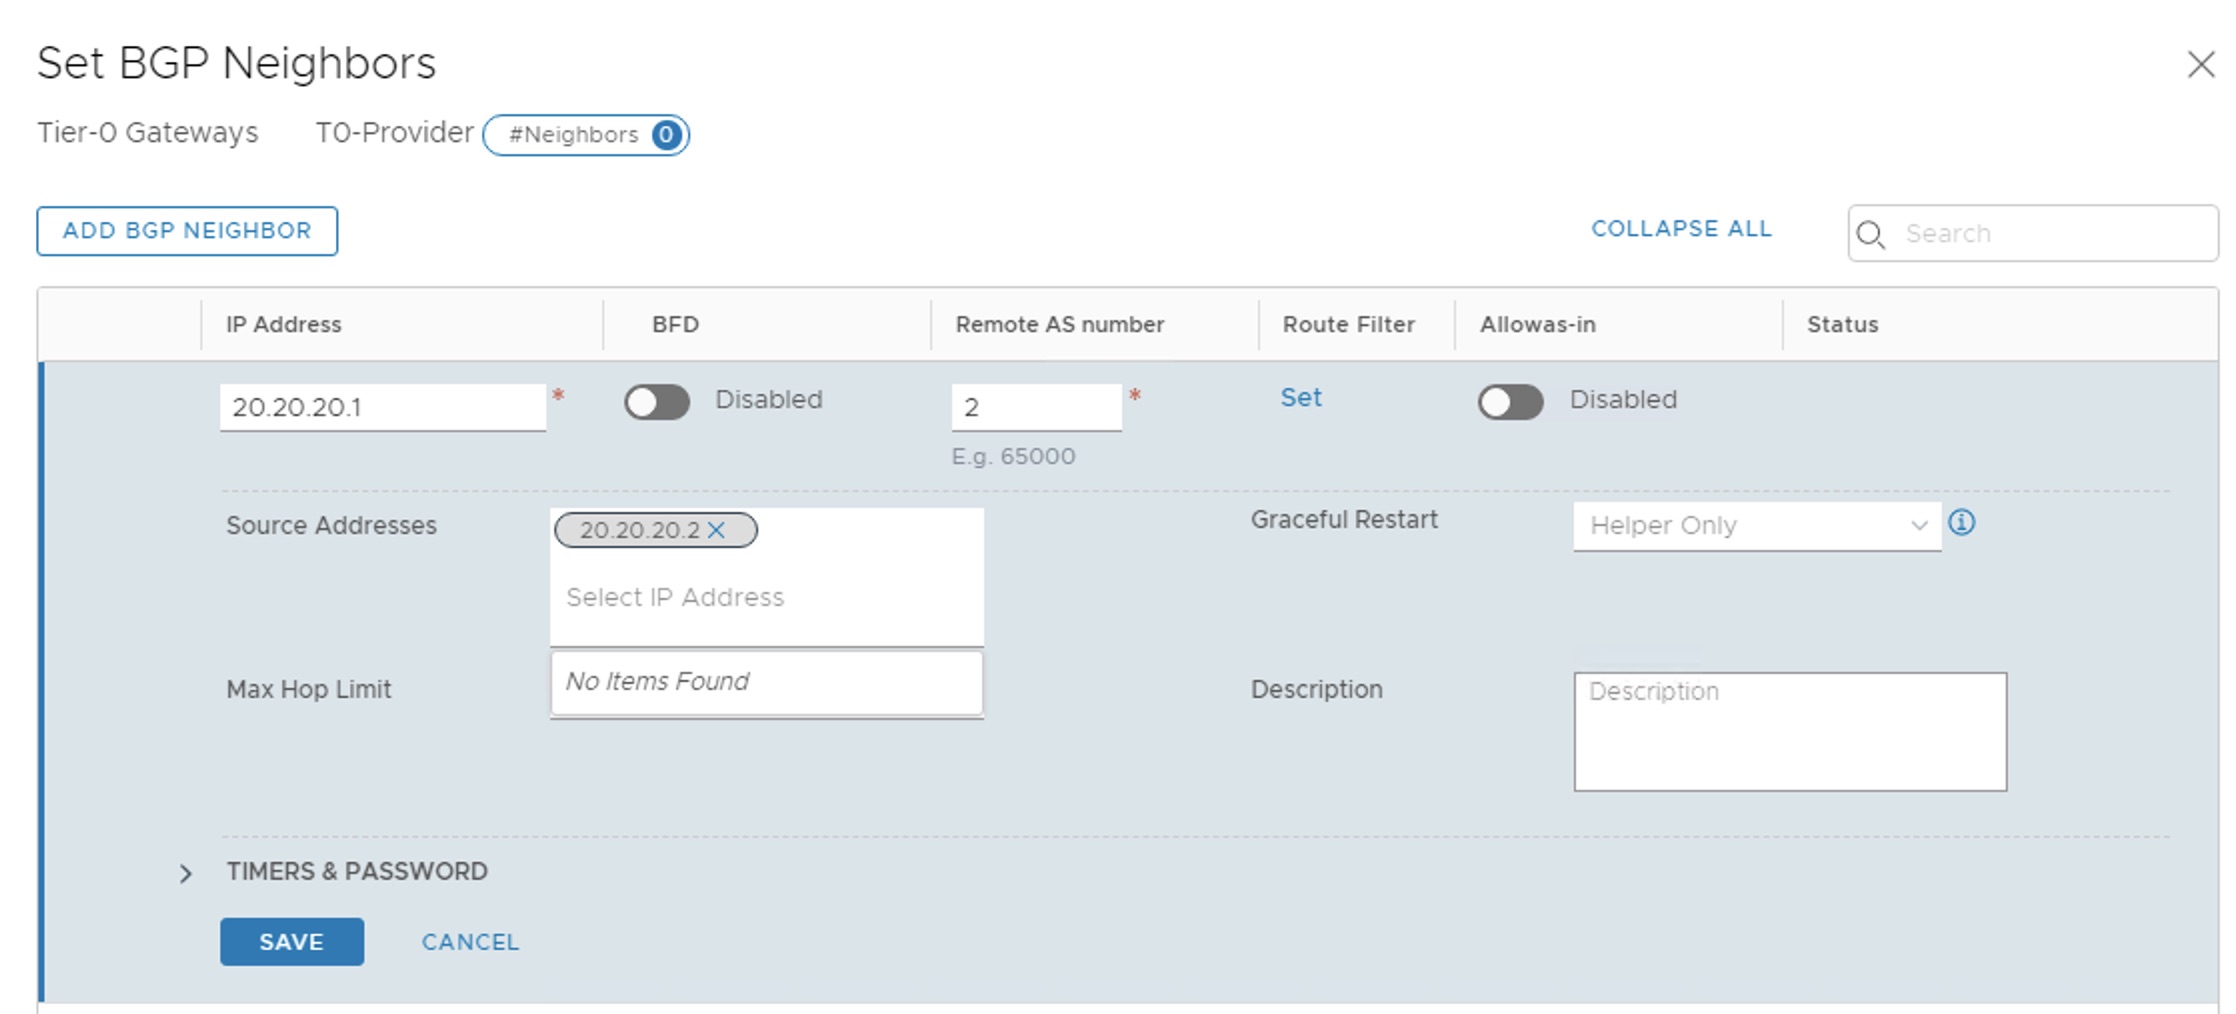 Set BGP Neighbors
Tier-0 Gateways T0-Provider #Neighbors 0
ADD BGP NEIGHBOR COLLAPSE ALL Search
IP Address BFD Remote AS number Route Filter Allowas-in Status
20.20.20.1 * Disabled 2 * Set Disabled
E.g. 65000
Source Addresses 20.20.20.2 Graceful Restart Helper Only
Select IP Address
Max Hop Limit No Items Found Description Description
TIMERS & PASSWORD
SAVE CANCEL